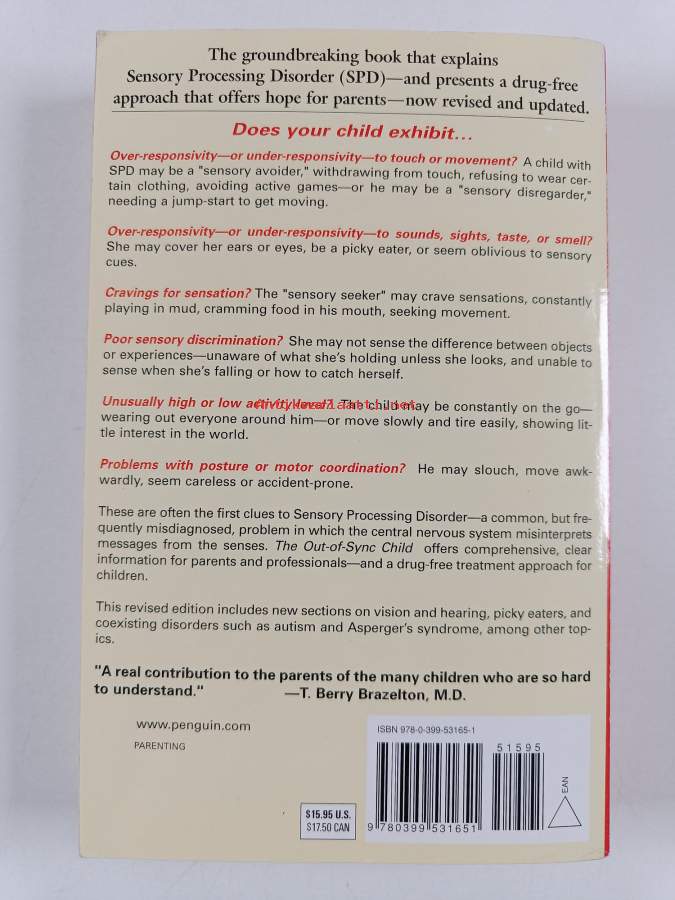 The groundbreaking book that explains
Sensory Processing Disorder (SPD)—and presents a drug-free
approach that offers hope for parents—now revised and updated.
Does your child exhibit...
Over-responsivity—or under-responsivity—to touch or movement? A child with
SPD may be a "sensory avoider," withdrawing from touch, refusing to wear cer-
tain clothing, avoiding active games—or he may be a "sensory disregarder,"
needing a jump-start to get moving.
Over-responsivity—or under-responsivity—to sounds, sights, taste, or smell?
She may cover her ears or eyes, be a picky eater, or seem oblivious to sensory
cues.
Cravings for sensation? The "sensory seeker" may crave sensations, constantly
playing in mud, cramming food in his mouth, seeking movement.
Poor sensory discrimination? She may not sense the difference between objects
or experiences—unaware of what she's holding unless she looks, and unable to
sense when she's falling or how to catch herself.
Unusually high or low activity level? The child may be constantly on the go—
wearing out everyone around him—or move slowly and tire easily, showing lit-
tle interest in the world.
Problems with posture or motor coordination? He may slouch, move awk-
wardly, seem careless or accident-prone.
These are often the first clues to Sensory Processing Disorder—a common, but fre-
quently misdiagnosed, problem in which the central nervous system misinterprets
messages from the senses. The Out-of-Sync Child offers comprehensive, clear
information for parents and professionals—and a drug-free treatment approach for
children.
This revised edition includes new sections on vision and hearing, picky eaters, and
coexisting disorders such as autism and Asperger's syndrome, among other top-
ics.
"A real contribution to the parents of the many children who are so hard
to understand." —T. Berry Brazelton, M.D.
www.penguin.com
PARENTING
ISBN 978-0-399-53165-1
51595
EAN
$15.95 U.S.
$17.50 CAN
9 780399 531651